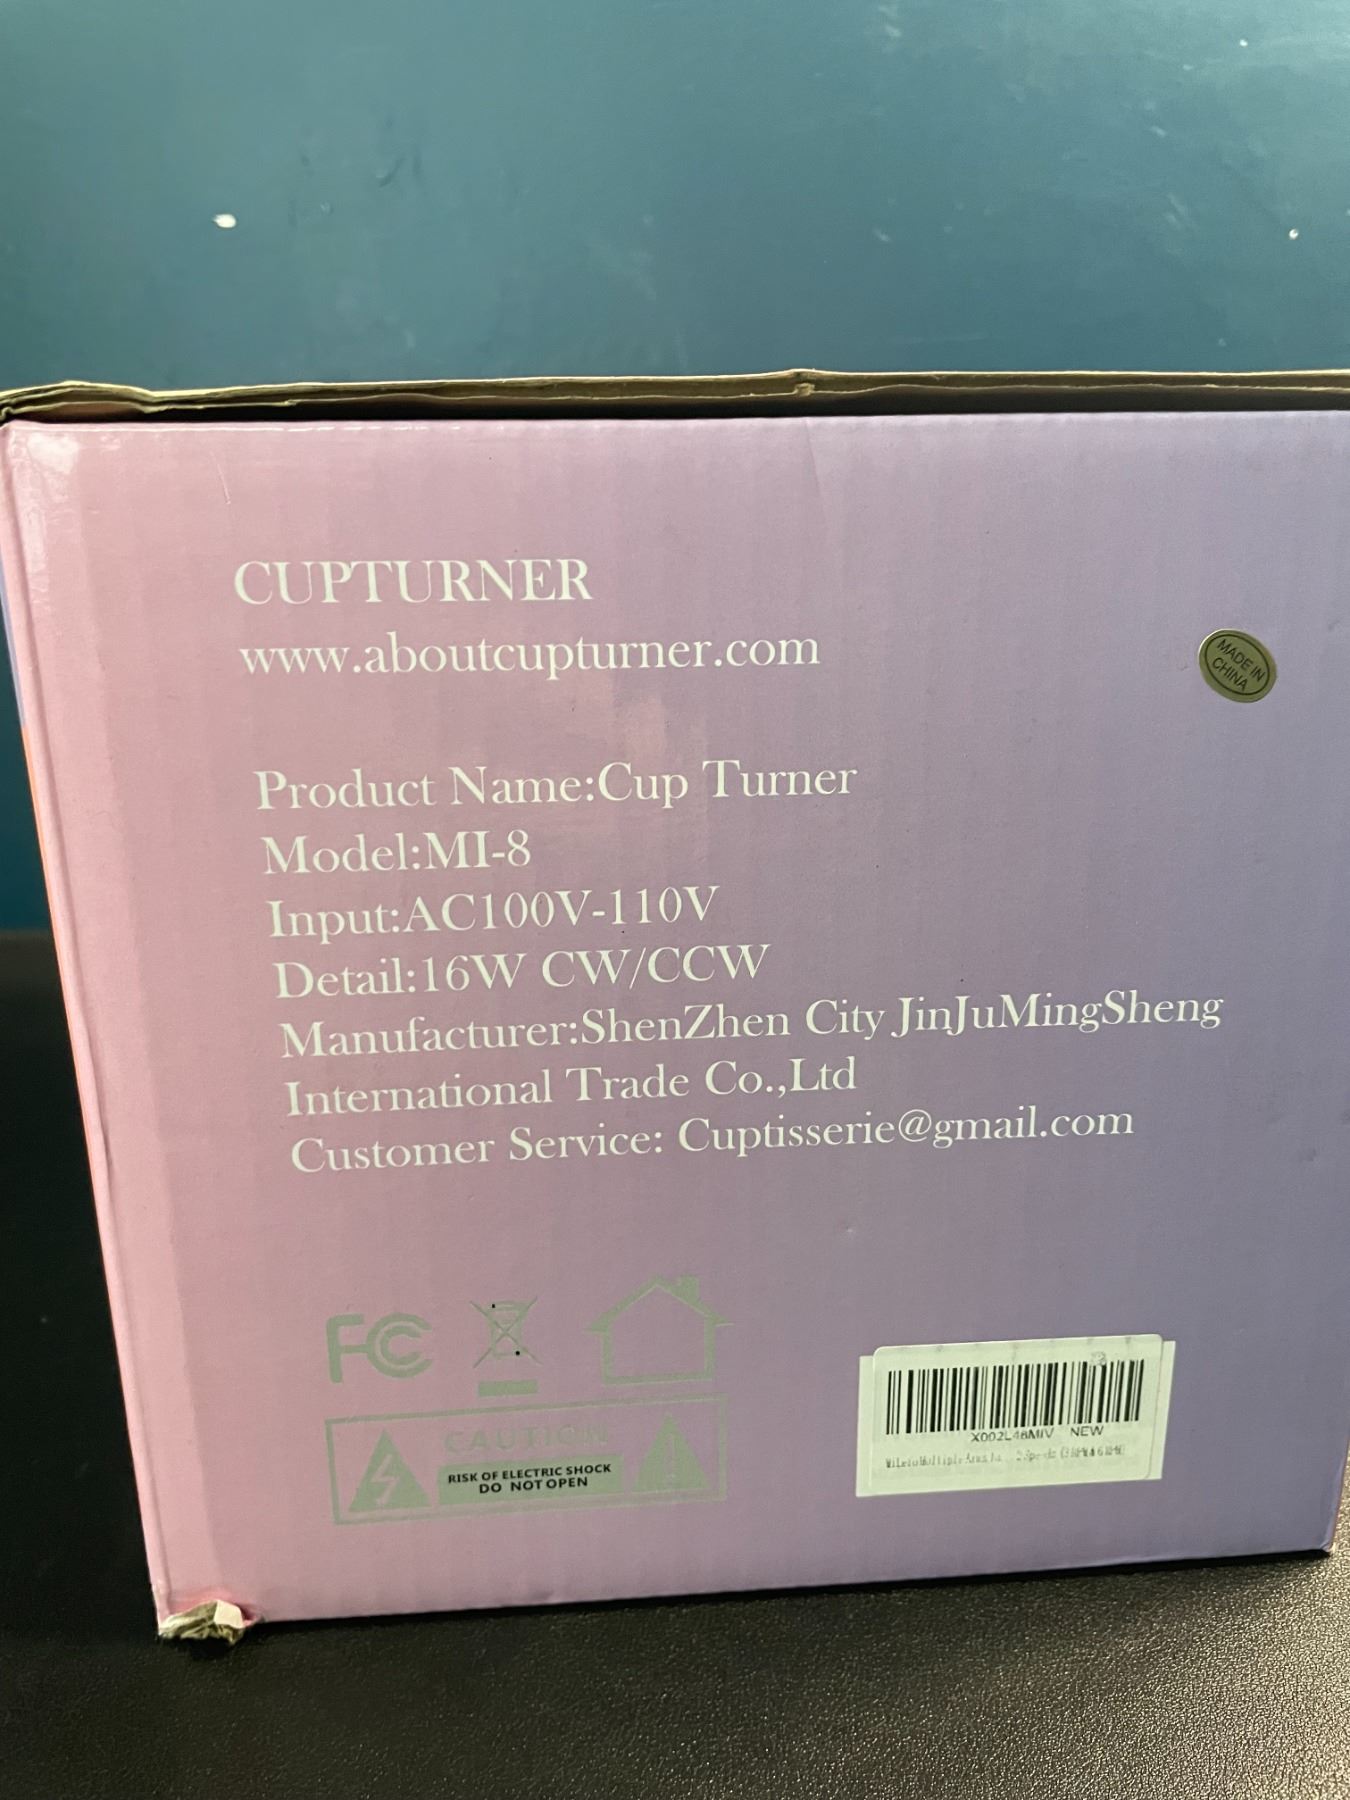 CUPTURNER
www.aboutcupturner.com
MADE IN
CHINA
Product Name:Cup Turner
Model:MI-8
Input:AC100V-110V
Detail:16W CW/CCW
Manufacturer:ShenZhen City JinJuMingSheng
International Trade Co.,Ltd
Customer Service: Cuptisserie@gmail.com
FC
CAUTION
RISK OF ELECTRIC SHOCK
DO NOT OPEN
X002L48MIV NEW